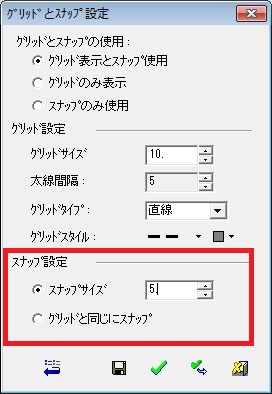 ｸﾞﾘｯﾄﾞとｽﾅｯﾌﾟ設定
ｸﾞﾘｯﾄﾞとｽﾅｯﾌﾟの使用：
ｸﾞﾘｯﾄﾞ表示とｽﾅｯﾌﾟ使用
ｸﾞﾘｯﾄﾞのみ表示
ｽﾅｯﾌﾟのみ使用
ｸﾞﾘｯﾄﾞ設定
ｸﾞﾘｯﾄﾞｻｲｽﾞ 10.
太線間隔： 5
ｸﾞﾘｯﾄﾞﾀｲﾌﾟ： 直線
ｸﾞﾘｯﾄﾞｽﾀｲﾙ：
ｽﾅｯﾌﾟ設定
ｽﾅｯﾌﾟｻｲｽﾞ 5.
ｸﾞﾘｯﾄﾞと同じにｽﾅｯﾌﾟ